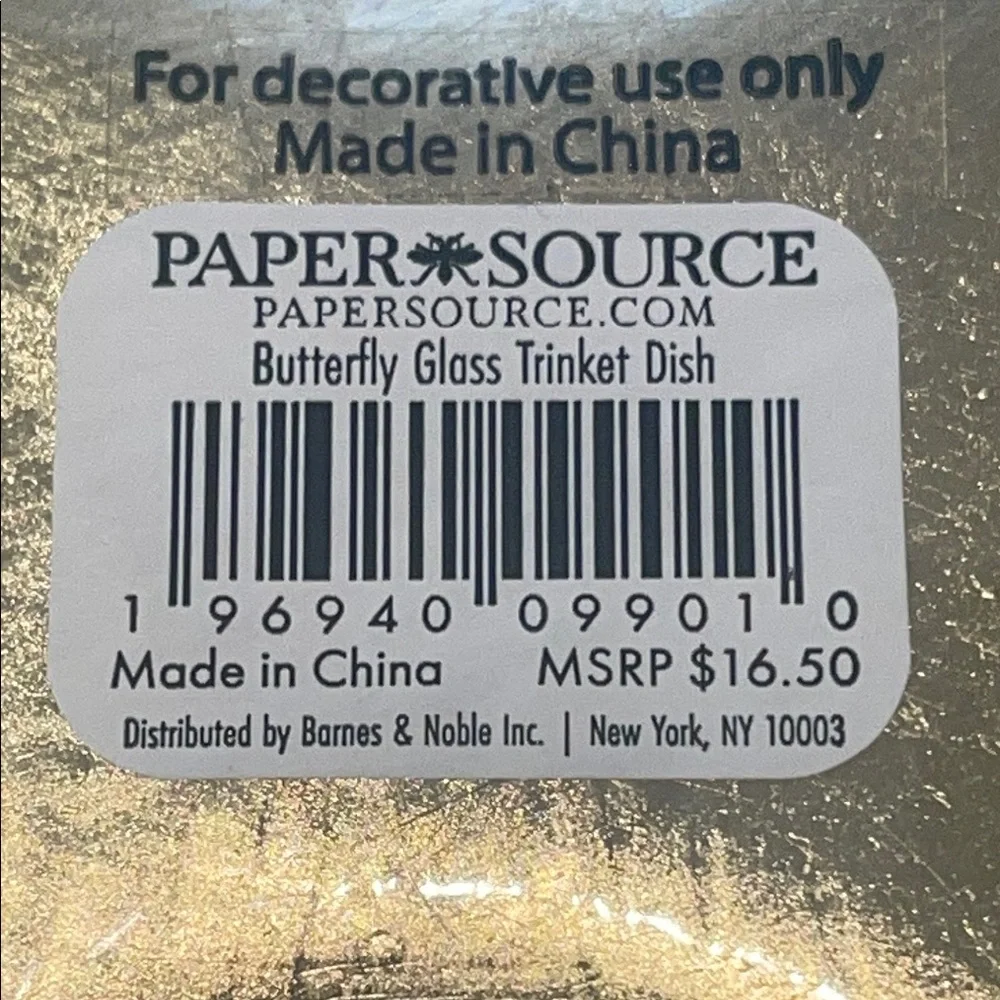 For decorative use only
Made in China
PAPER SOURCE
PAPERSOURCE.COM
Butterfly Glass Trinket Dish
1 96940 09901 0
Made in China MSRP $16.50
Distributed by Barnes & Noble Inc. | New York, NY 10003